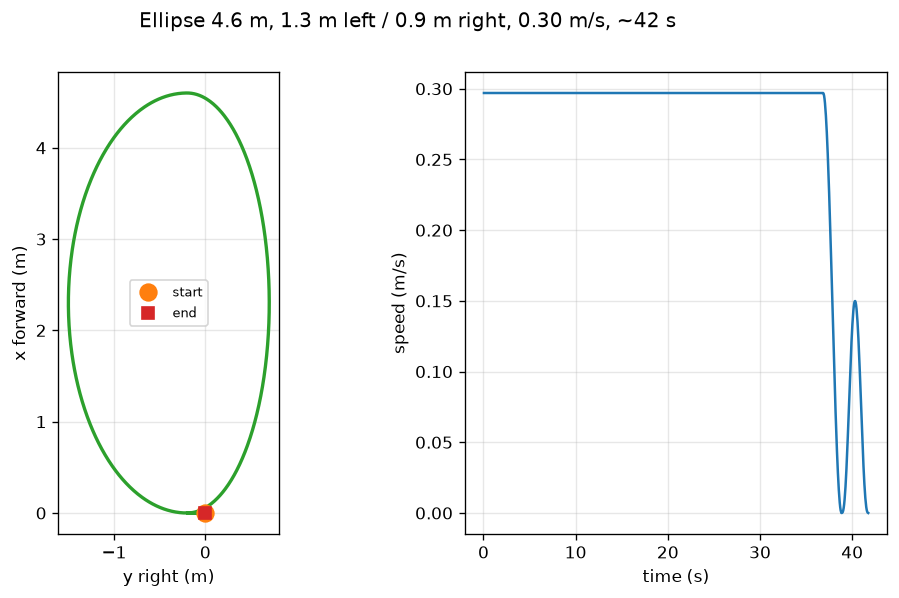 Ellipse 4.6 m, 1.3 m left / 0.9 m right, 0.30 m/s, ~42 s
x forward (m)
4
3
2
1
0
−1 0
y right (m)
start
end
speed (m/s)
0.30
0.25
0.20
0.15
0.10
0.05
0.00
0 10 20 30 40
time (s)